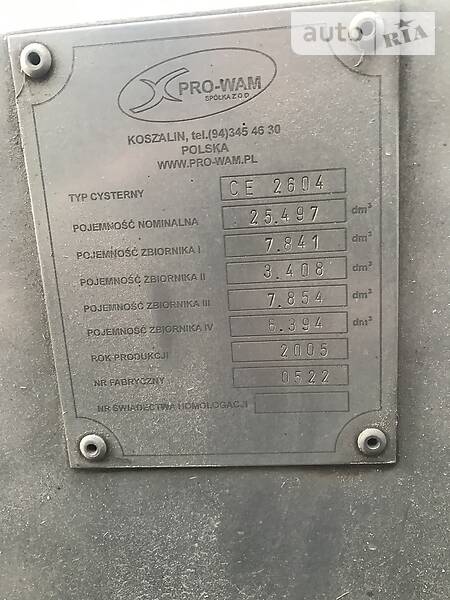 auto RIA
PRO-WAM
SPÓŁKA Z O.O
KOSZALIN, tel.(94)345 46 30
POLSKA
WWW.PRO-WAM.PL
TYP CYSTERNY CE 2604
POJEMNOŚĆ NOMINALNA 25.497 dm³
POJEMNOŚĆ ZBIORNIKA I 7.841 dm³
POJEMNOŚĆ ZBIORNIKA II 3.408 dm³
POJEMNOŚĆ ZBIORNIKA III 7.854 dm³
POJEMNOŚĆ ZBIORNIKA IV 6.394 dm³
ROK PRODUKCJI 2005
NR FABRYCZNY 0522
NR ŚWIADECTWA HOMOLOGACJI